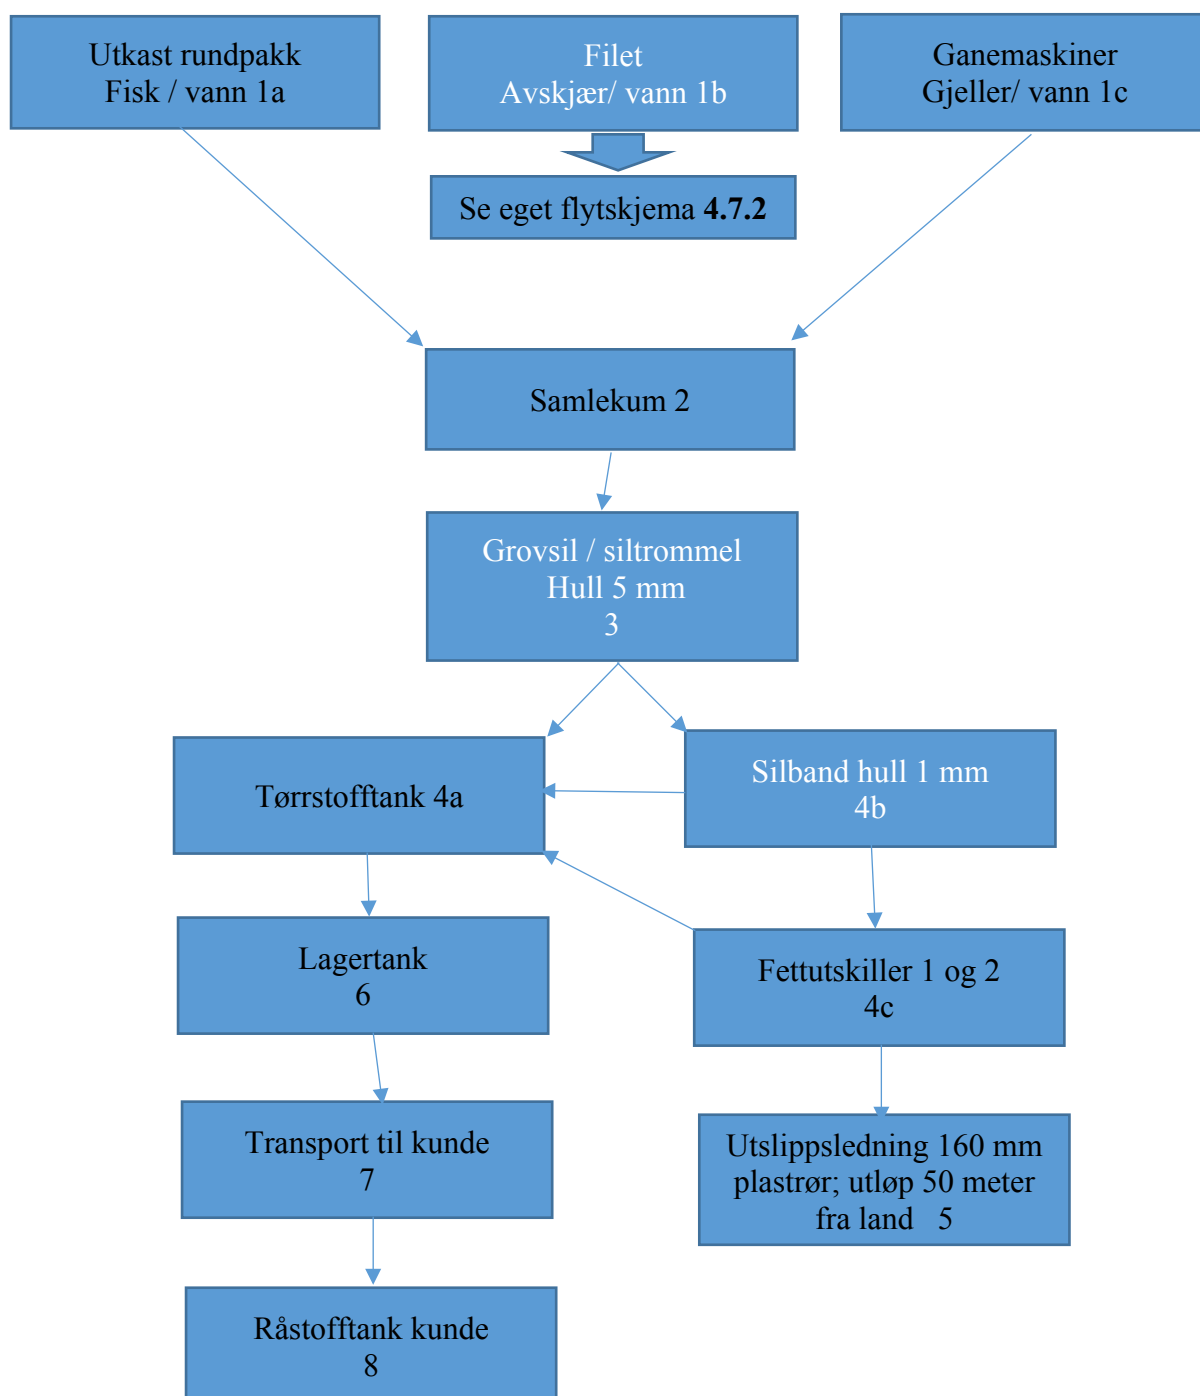 Utkast rundpakk
Fisk / vann 1a
Filet
Avskjær/ vann 1b
Ganemaskiner
Gjeller/ vann 1c
Se eget flytskjema 4.7.2
Samlekum 2
Grovsil / siltrommel
Hull 5 mm
3
Tørrstofftank 4a
Silband hull 1 mm
4b
Lagertank
6
Fettutskiller 1 og 2
4c
Transport til kunde
7
Utslippsledning 160 mm
plastrør; utløp 50 meter
fra land 5
Råstofftank kunde
8